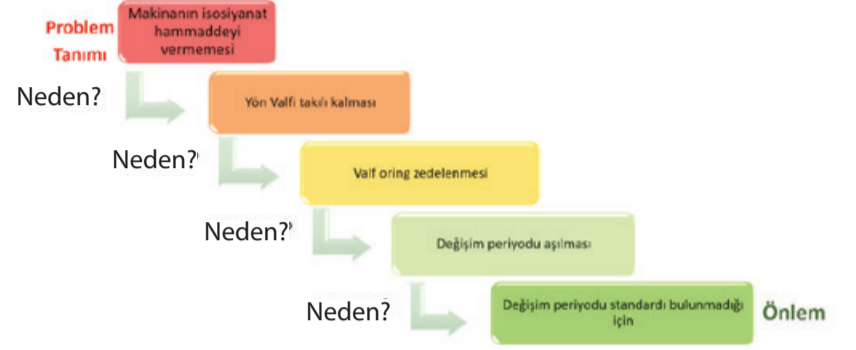 Problem
Tanımı
Makinanın isosiyanat
hammaddeyi
vermemesi
Neden?
Yön Valfi takılı kalması
Neden?
Valf oring zedelenmesi
Neden?
Değişim periyodu aşılması
Neden?
Değişim periyodu standardı bulunmadığı
için
Önlem